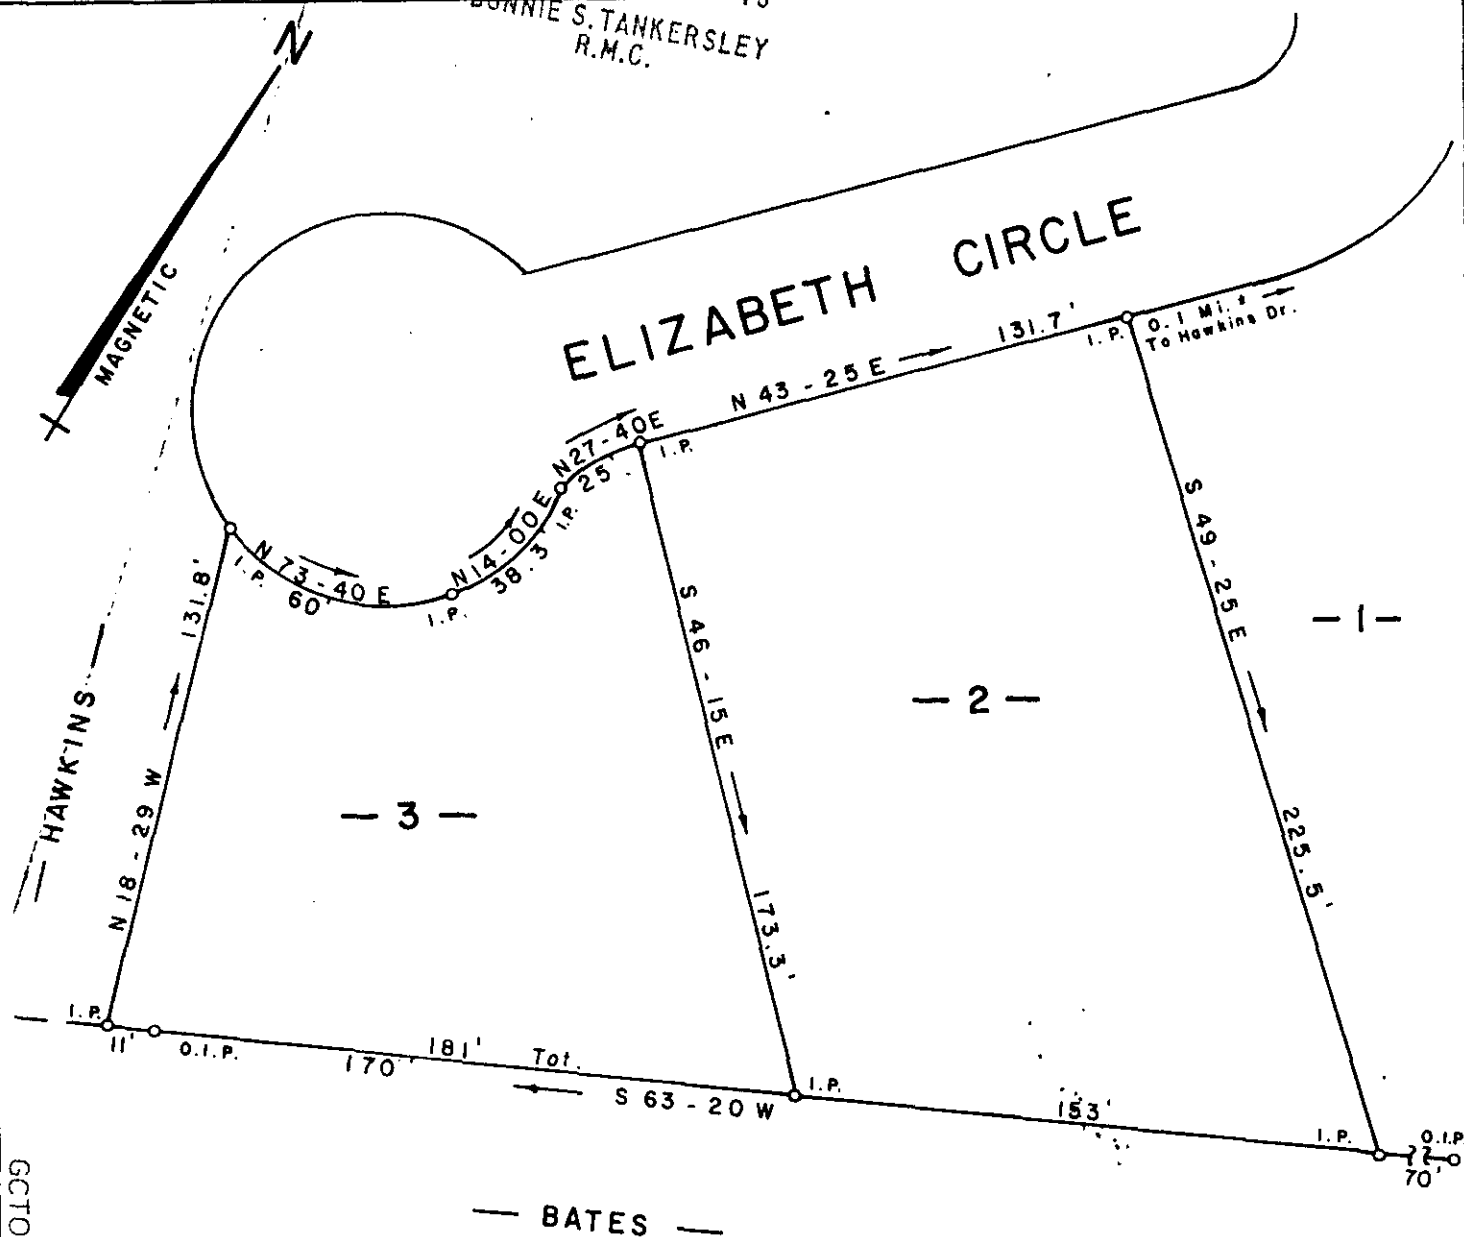 BONNIE S. TANKERSLEY
R.M.C.
N
MAGNETIC
ELIZABETH CIRCLE
131.7'
I.P.
0.1 Mi.±
To Hawkins Dr.
N 43-25 E
N27-40E
25'
I.P.
I.P.
N14-00E
38.3'
N 73-40 E
60'
I.P.
I.P.
131.8'
N 18-29 W
HAWKINS
S 46-15 E
173.3'
S 49-25 E
225.5'
-1-
-2-
-3-
I.P.
11'
O.I.P.
170'
181' Tot.
S 63-20 W
I.P.
153'
I.P.
O.I.P.
70'
BATES
GCTO